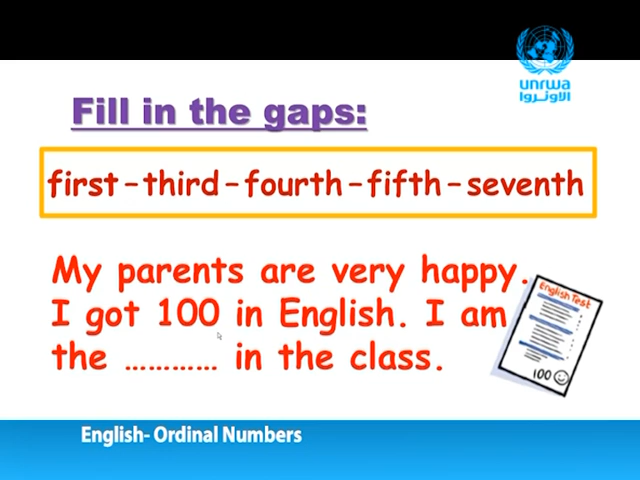 unrwa
الاونروا
Fill in the gaps:
first – third – fourth – fifth – seventh
My parents are very happy.
I got 100 in English. I am
the ………… in the class.
English Test
100
English- Ordinal Numbers